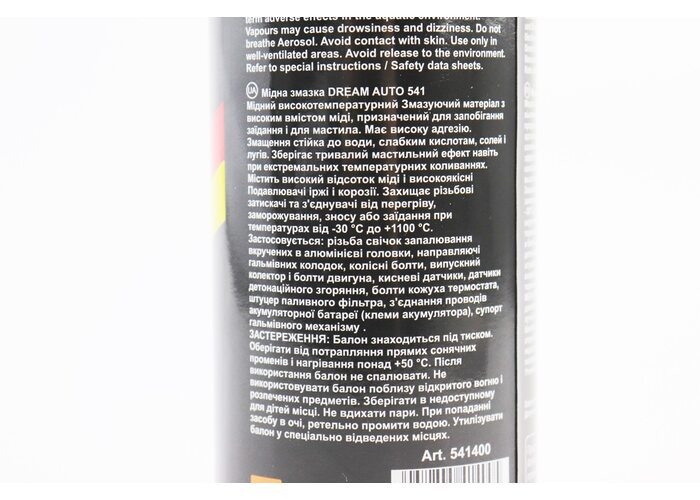 term adverse effects in the aquatic environment.
Vapours may cause drowsiness and dizziness. Do not
breathe Aerosol. Avoid contact with skin. Use only in
well-ventilated areas. Avoid release to the environment.
Refer to special instructions / Safety data sheets.
UA Мідна змазка DREAM AUTO 541
Мідний високотемпературний Змазуючий матеріал з
високим вмістом міді, призначений для запобігання
заїдання і для мастила. Має високу адгезію.
Змащення стійка до води, слабким кислотам, солей і
лугів. Зберігає тривалий мастильний ефект навіть
при екстремальних температурних коливаннях.
Містить високий відсоток міді і високоякісні
Подавлювачі іржі і корозії. Захищає різьбові
затискачі та з'єднувачі від перегріву,
заморожування, зносу або заїдання при
температурах від -30 °C до +1100 °C.
Застосовується: різьба свічок запалювання
вкручених в алюмінієві головки, направляючі
гальмівних колодок, колісні болти, випускний
колектор і болти двигуна, кисневі датчики, датчики
детонаційного згоряння, болти кожуха термостата,
штуцер паливного фільтра, з'єднання проводів
акумуляторної батареї (клеми акумулятора), супорт
гальмівного механізму .
ЗАСТЕРЕЖЕННЯ: Балон знаходиться під тиском.
Оберігати від потрапляння прямих сонячних
променів і нагрівання понад +50 °C. Після
використання балон не спалювати. Не
використовувати балон поблизу відкритого вогню і
розпечених предметів. Зберігати в недоступному
для дітей місці. Не вдихати пари. При попаданні
засобу в очі, ретельно промити водою. Утилізувати
балон у спеціально відведених місцях.
Art. 541400